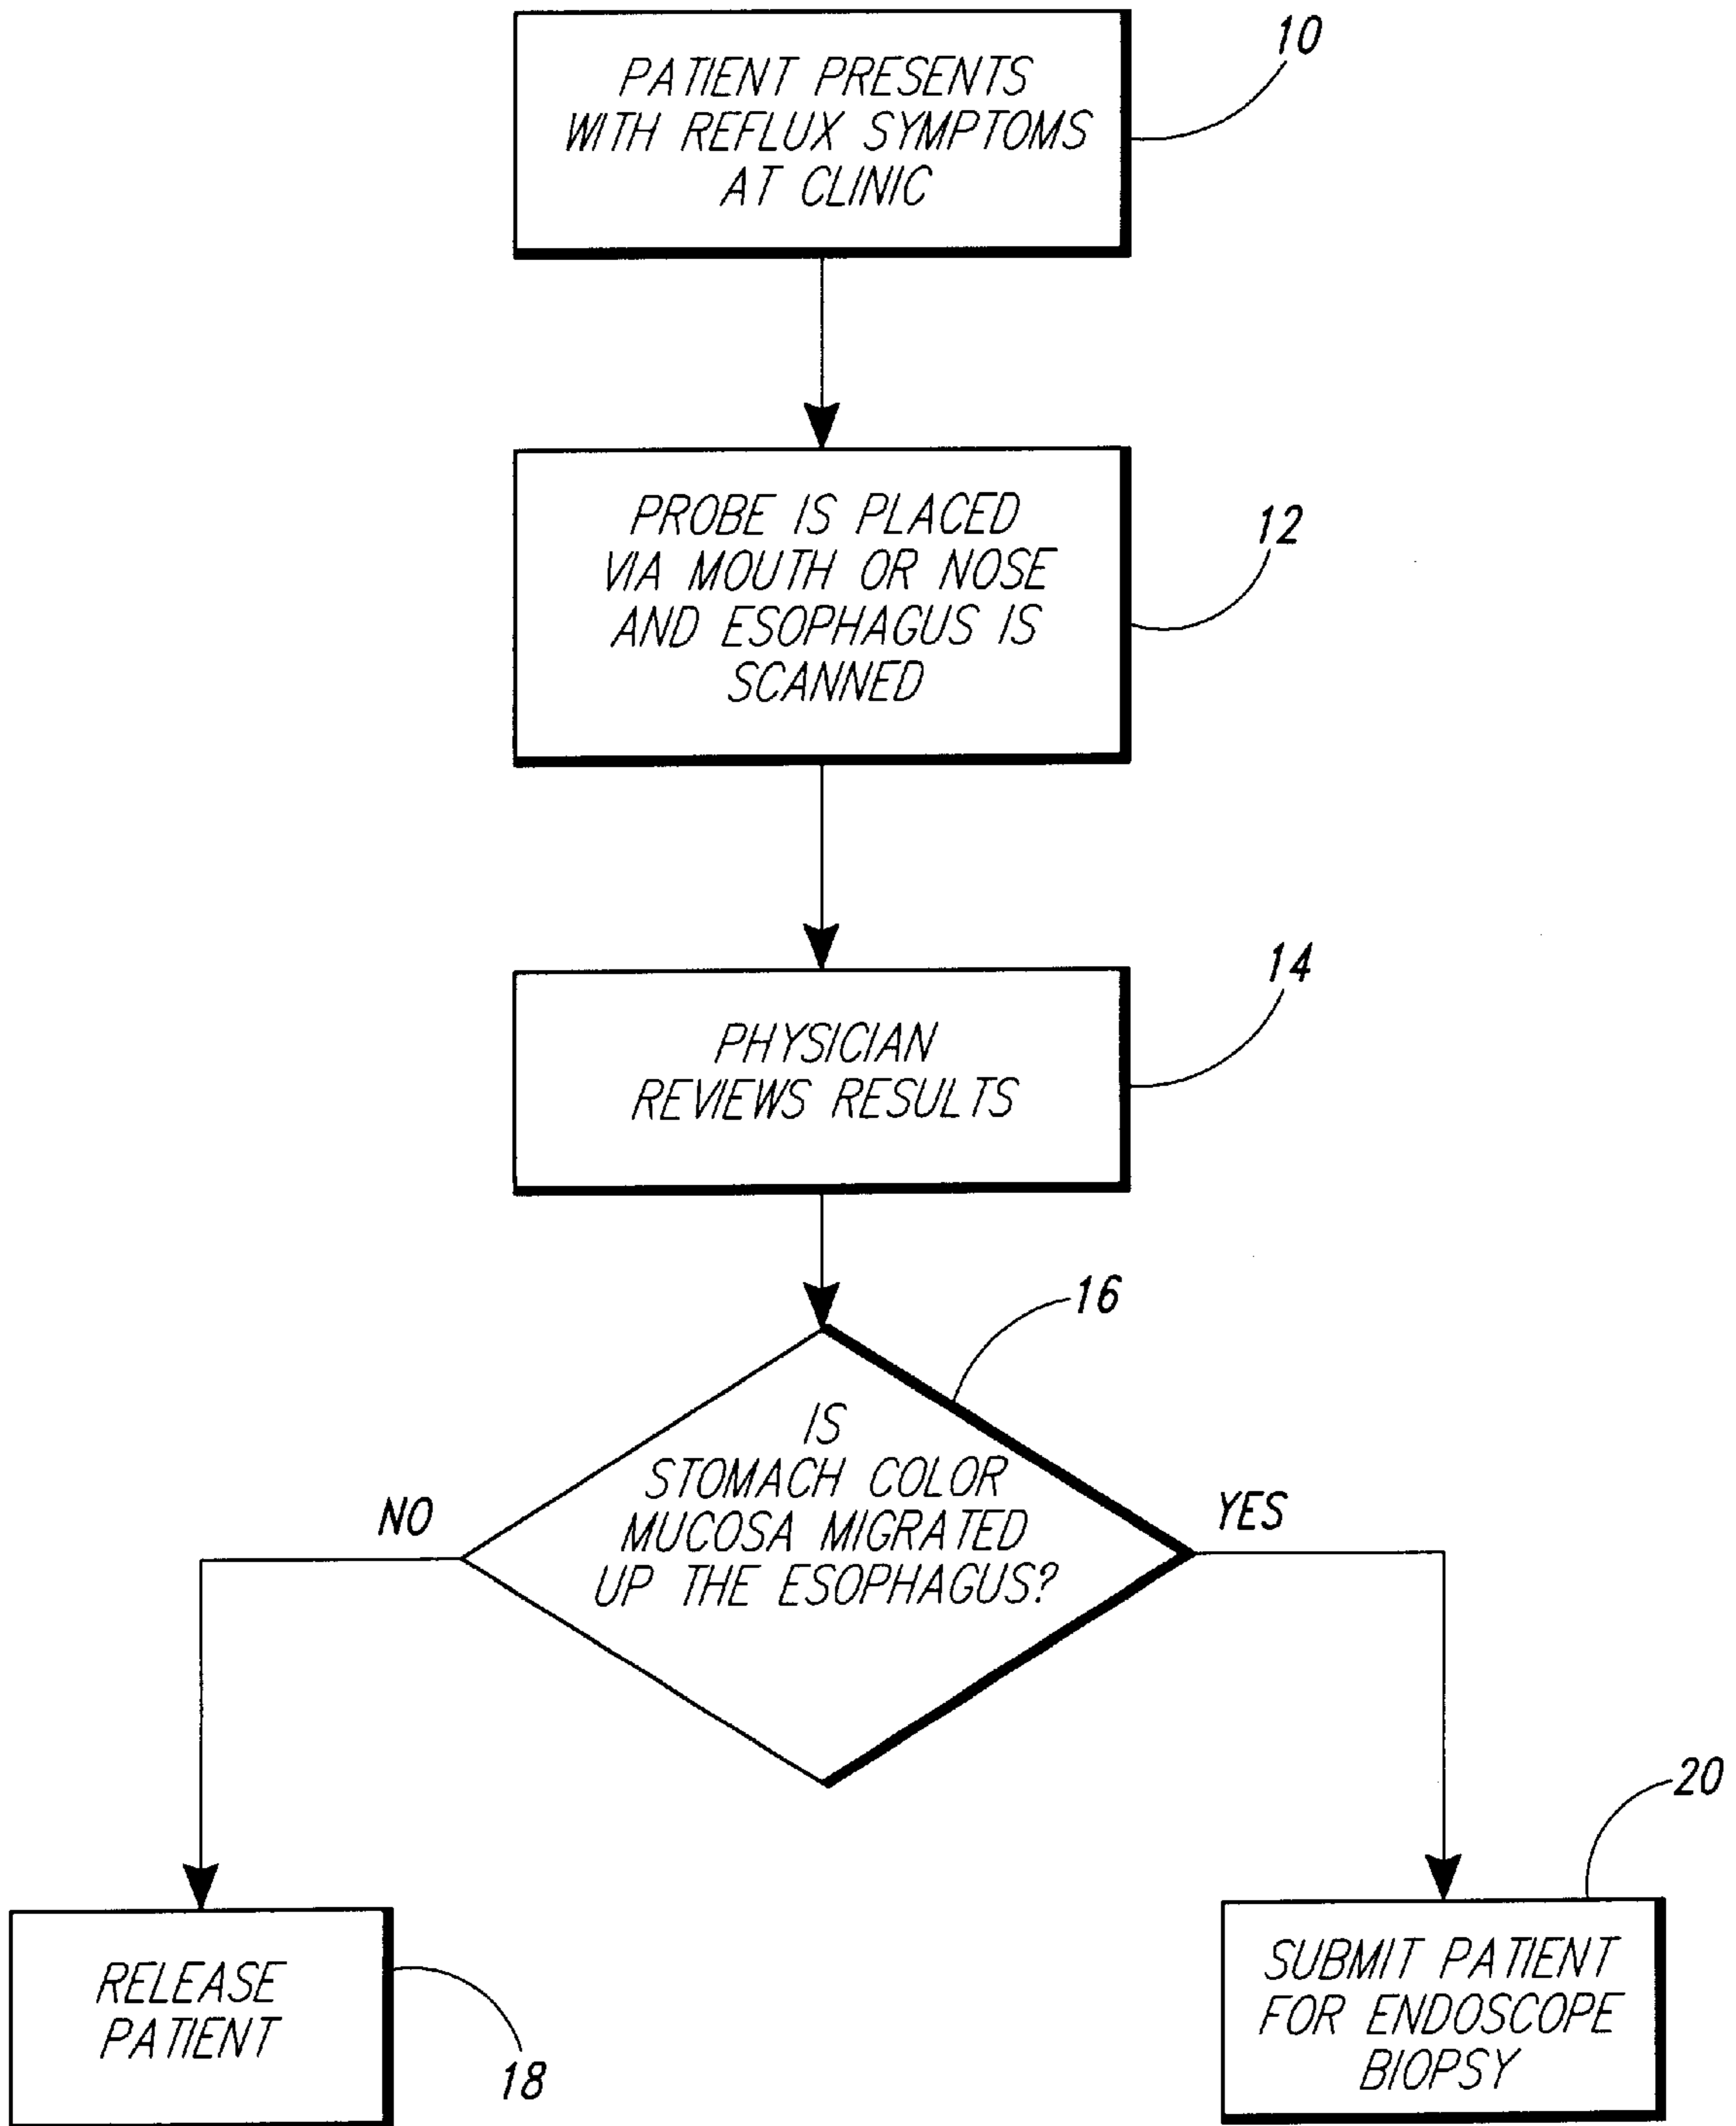 10
PATIENT PRESENTS
WITH REFLUX SYMPTOMS
AT CLINIC
PROBE IS PLACED
VIA MOUTH OR NOSE
AND ESOPHAGUS IS
SCANNED
12
14
PHYSICIAN
REVIEWS RESULTS
16
IS
STOMACH COLOR
MUCOSA MIGRATED
UP THE ESOPHAGUS?
NO
YES
20
RELEASE
PATIENT
18
SUBMIT PATIENT
FOR ENDOSCOPE
BIOPSY